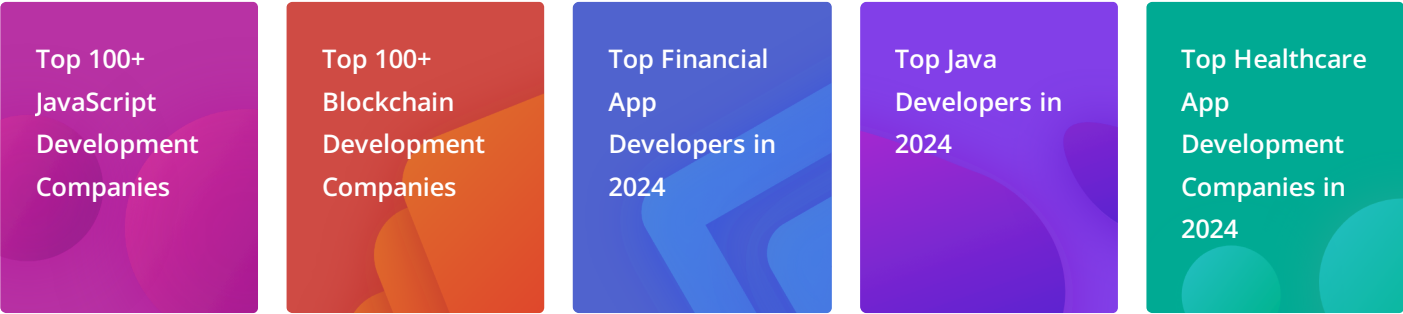 Top 100+
JavaScript
Development
Companies
Top 100+
Blockchain
Development
Companies
Top Financial
App
Developers in
2024
Top Java
Developers in
2024
Top Healthcare
App
Development
Companies in
2024